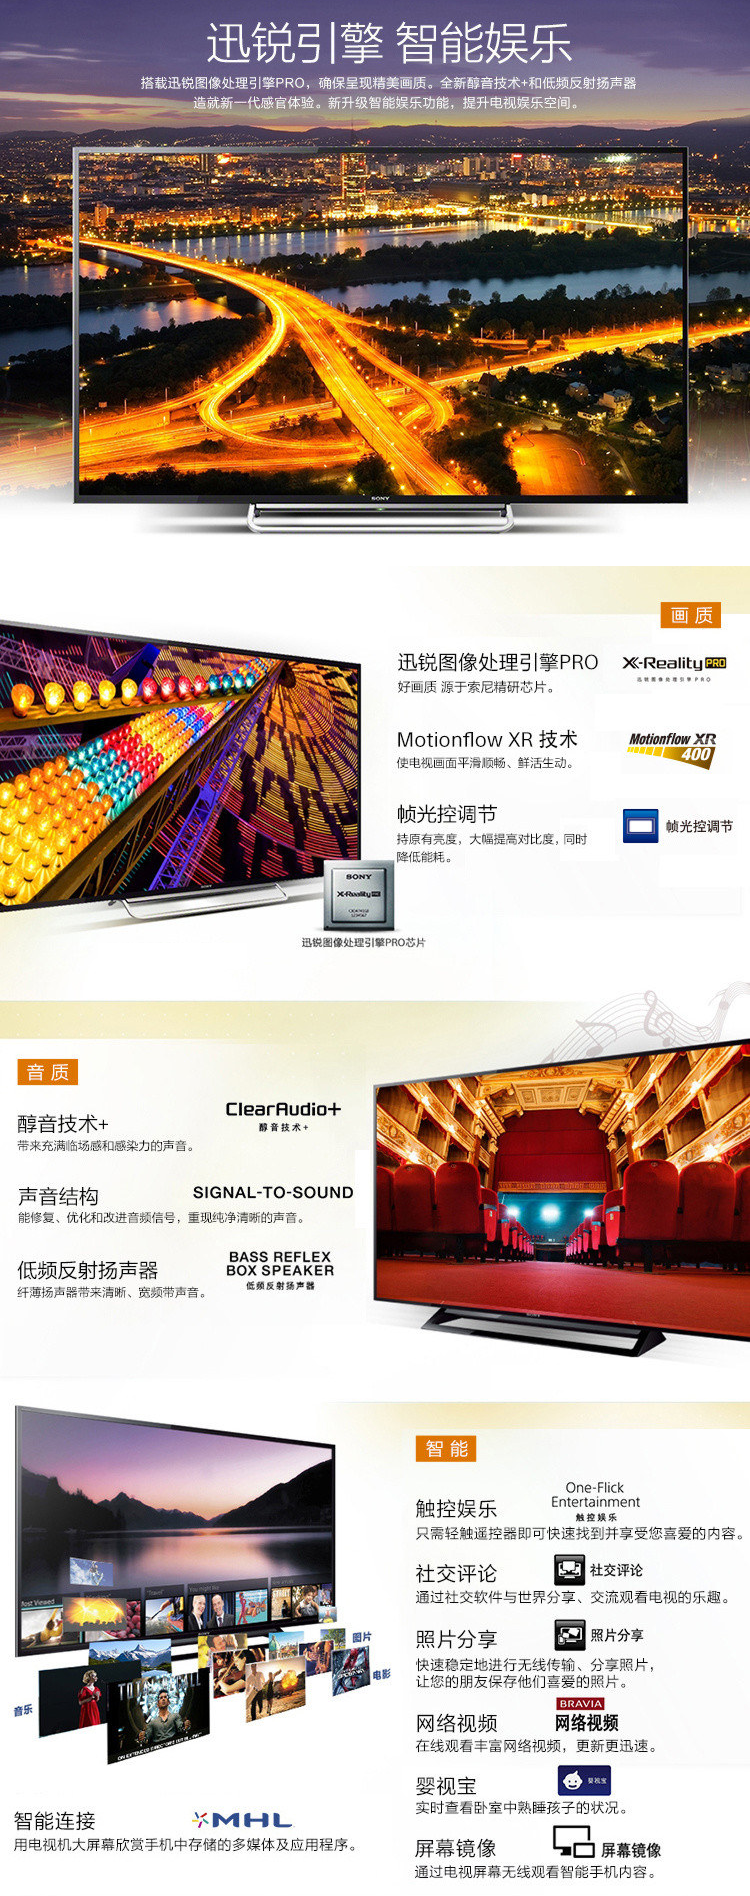 迅锐引擎 智能娱乐
搭载迅锐图像处理引擎PRO，确保呈现精美画质。全新醇音技术+和低频反射扬声器
造就新一代感官体验。新升级智能娱乐功能，提升电视娱乐空间。
SONY
画质
迅锐图像处理引擎PRO
X-Reality PRO
迅锐图像处理引擎PRO
好画质 源于索尼精研芯片。
Motionflow XR 技术
Motionflow XR
400
使电视画面平滑顺畅、鲜活生动。
帧光控调节
帧光控调节
持原有亮度，大幅提高对比度，同时
降低能耗。
SONY
SONY
X-Reality PRO
迅锐图像处理引擎PRO芯片
音质
醇音技术+
ClearAudio+
醇音技术+
带来充满临场感和感染力的声音。
声音结构
SIGNAL-TO-SOUND
能修复、优化和改进音频信号，重现纯净清晰的声音。
低频反射扬声器
BASS REFLEX
BOX SPEAKER
低频反射扬声器
纤薄扬声器带来清晰、宽频带声音。
SONY
智能
触控娱乐
One-Flick
Entertainment
触控娱乐
只需轻触遥控器即可快速找到并享受您喜爱的内容。
社交评论
社交评论
通过社交软件与世界分享、交流观看电视的乐趣。
照片分享
照片分享
快速稳定地进行无线传输、分享照片，
让您的朋友保存他们喜爱的照片。
网络视频
BRAVIA
网络视频
在线观看丰富网络视频，更新更迅速。
婴视宝
婴视宝
实时查看卧室中熟睡孩子的状况。
屏幕镜像
屏幕镜像
通过电视屏幕无线观看智能手机内容。
Most Viewed
You might like
图片
电影
音乐
智能连接
MHL
用电视机大屏幕欣赏手机中存储的多媒体及应用程序。